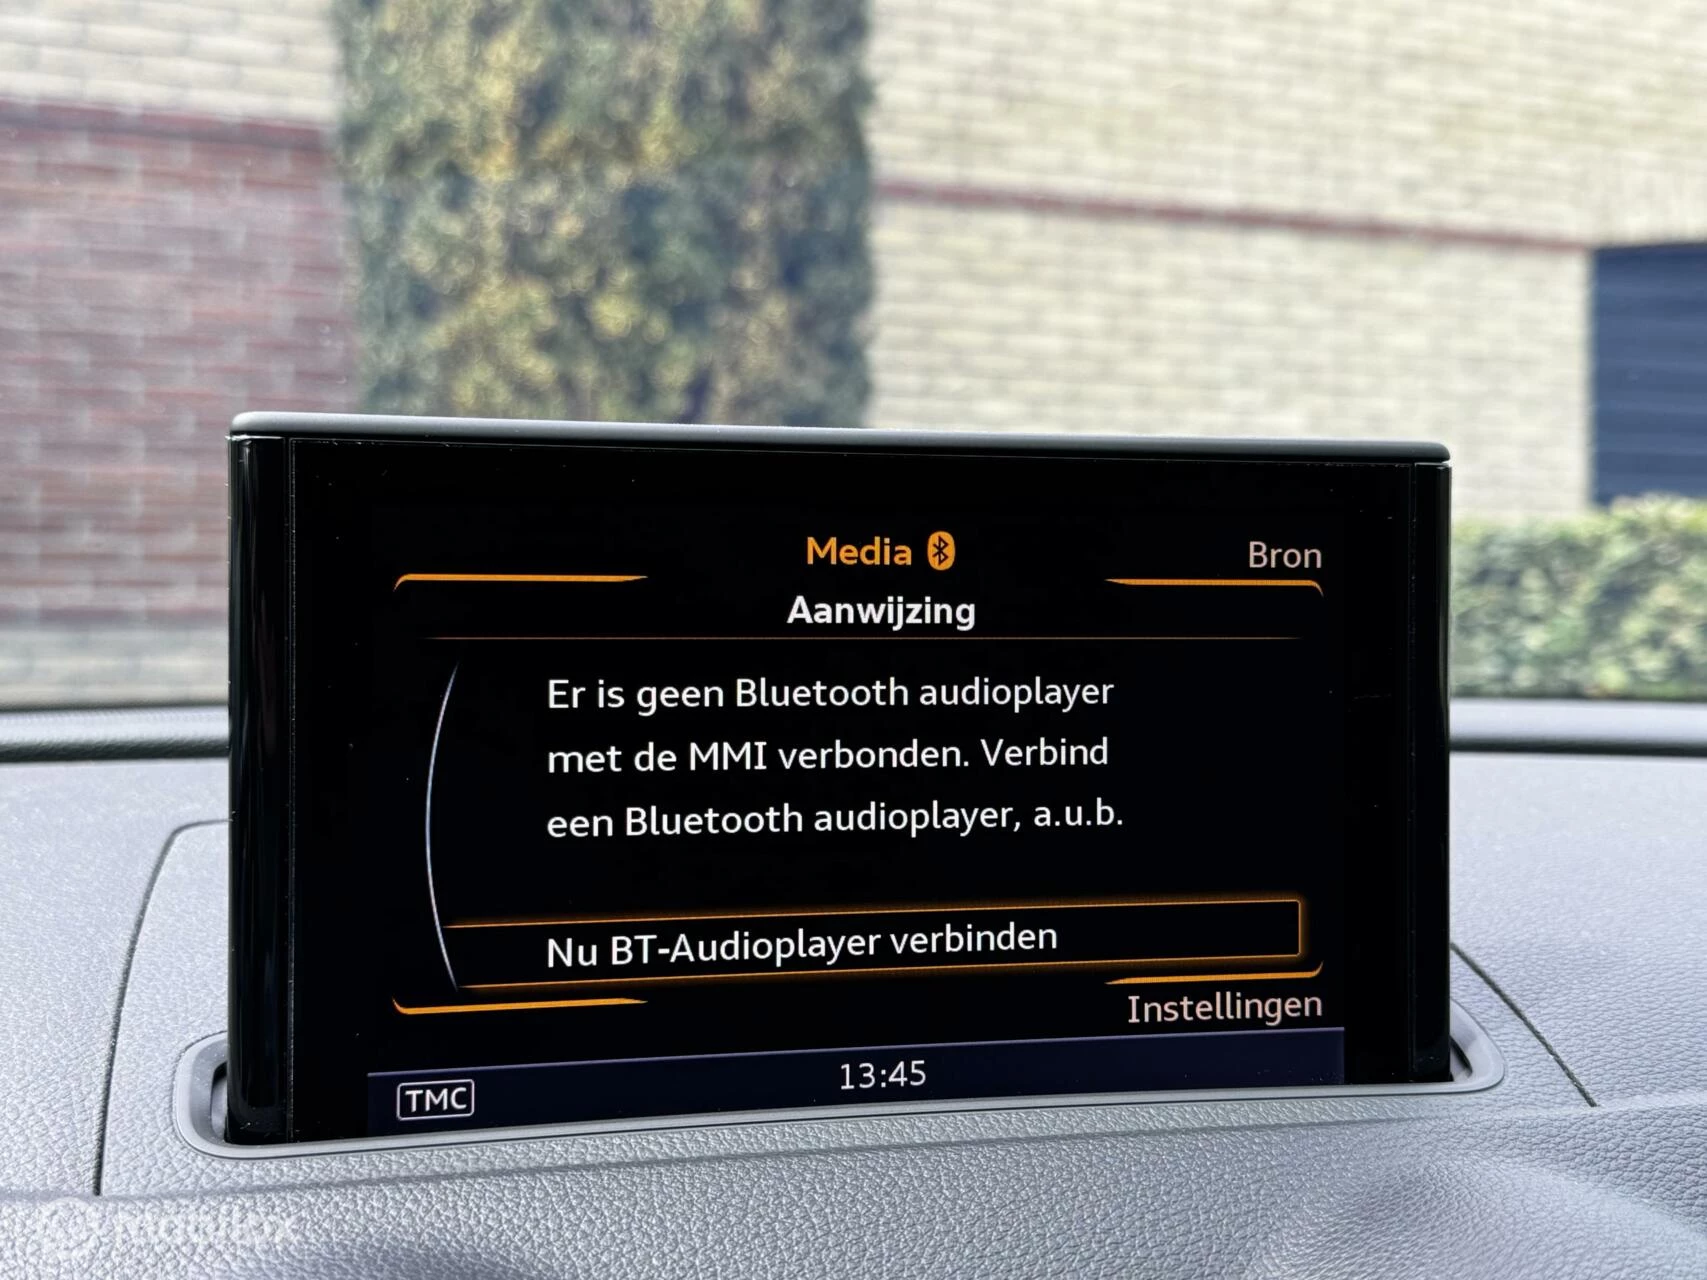 Media
Bron
Aanwijzing
Er is geen Bluetooth audioplayer
met de MMI verbonden. Verbind
een Bluetooth audioplayer, a.u.b.
Nu BT-Audioplayer verbinden
Instellingen
TMC
13:45